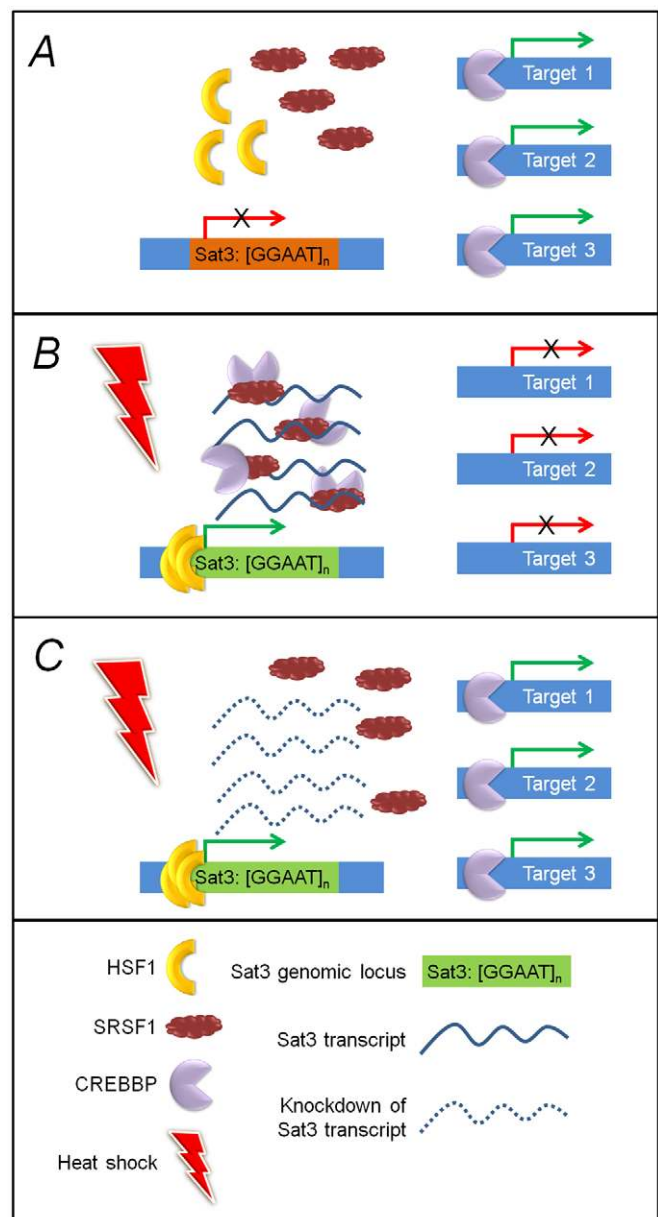 A
Target 1
Target 2
X
Target 3
Sat3: [GGAAT]n
B
X
Target 1
X
Target 2
X
Target 3
Sat3: [GGAAT]n
C
Target 1
Target 2
Target 3
Sat3: [GGAAT]n
HSF1
Sat3 genomic locus
Sat3: [GGAAT]n
SRSF1
Sat3 transcript
CREBBP
Knockdown of
Sat3 transcript
Heat shock